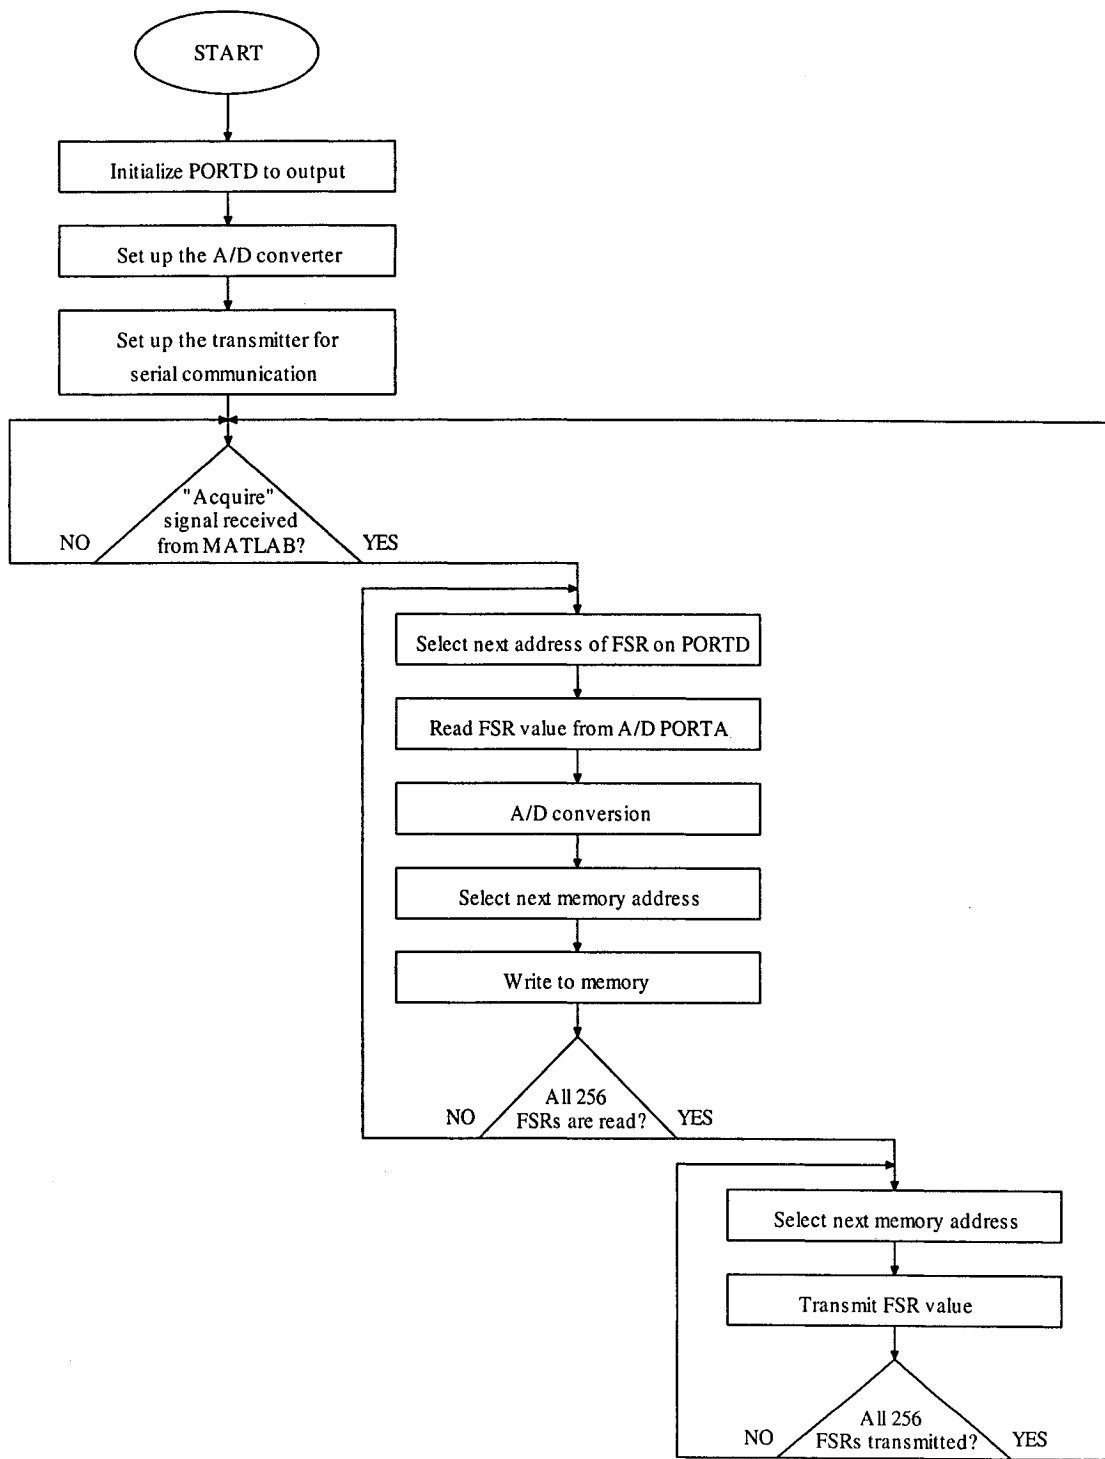 START
Initialize PORTD to output
Set up the A/D converter
Set up the transmitter for
serial communication
"Acquire"
signal received
from MATLAB?
NO
YES
Select next address of FSR on PORTD
Read FSR value from A/D PORTA
A/D conversion
Select next memory address
Write to memory
All 256
FSRs are read?
NO
YES
Select next memory address
Transmit FSR value
All 256
FSRs transmitted?
NO
YES